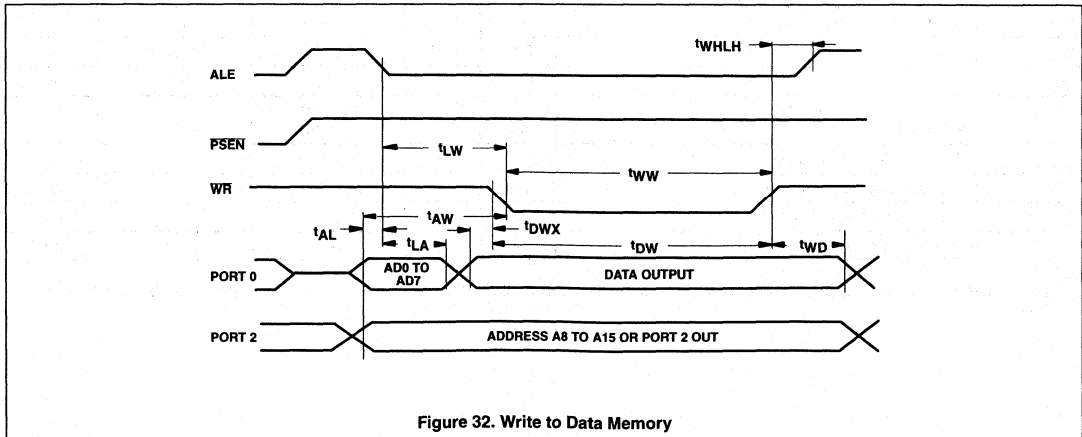 tWHLH
ALE
PSEN
tLW
tWW
WR
tAW
tAL
tDWX
tLA
tDW
tWD
PORT 0
AD0 TO
AD7
DATA OUTPUT
PORT 2
ADDRESS A8 TO A15 OR PORT 2 OUT
Figure 32. Write to Data Memory